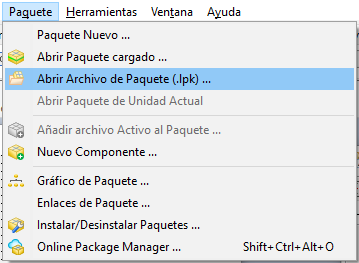 Paquete Herramientas Ventana Ayuda
Paquete Nuevo ...
Abrir Paquete cargado ...
Abrir Archivo de Paquete (.lpk) ...
Abrir Paquete de Unidad Actual
Añadir archivo Activo al Paquete ...
Nuevo Componente ...
Gráfico de Paquete ...
Enlaces de Paquete ...
Instalar/Desinstalar Paquetes ...
Online Package Manager ... Shift+Ctrl+Alt+O